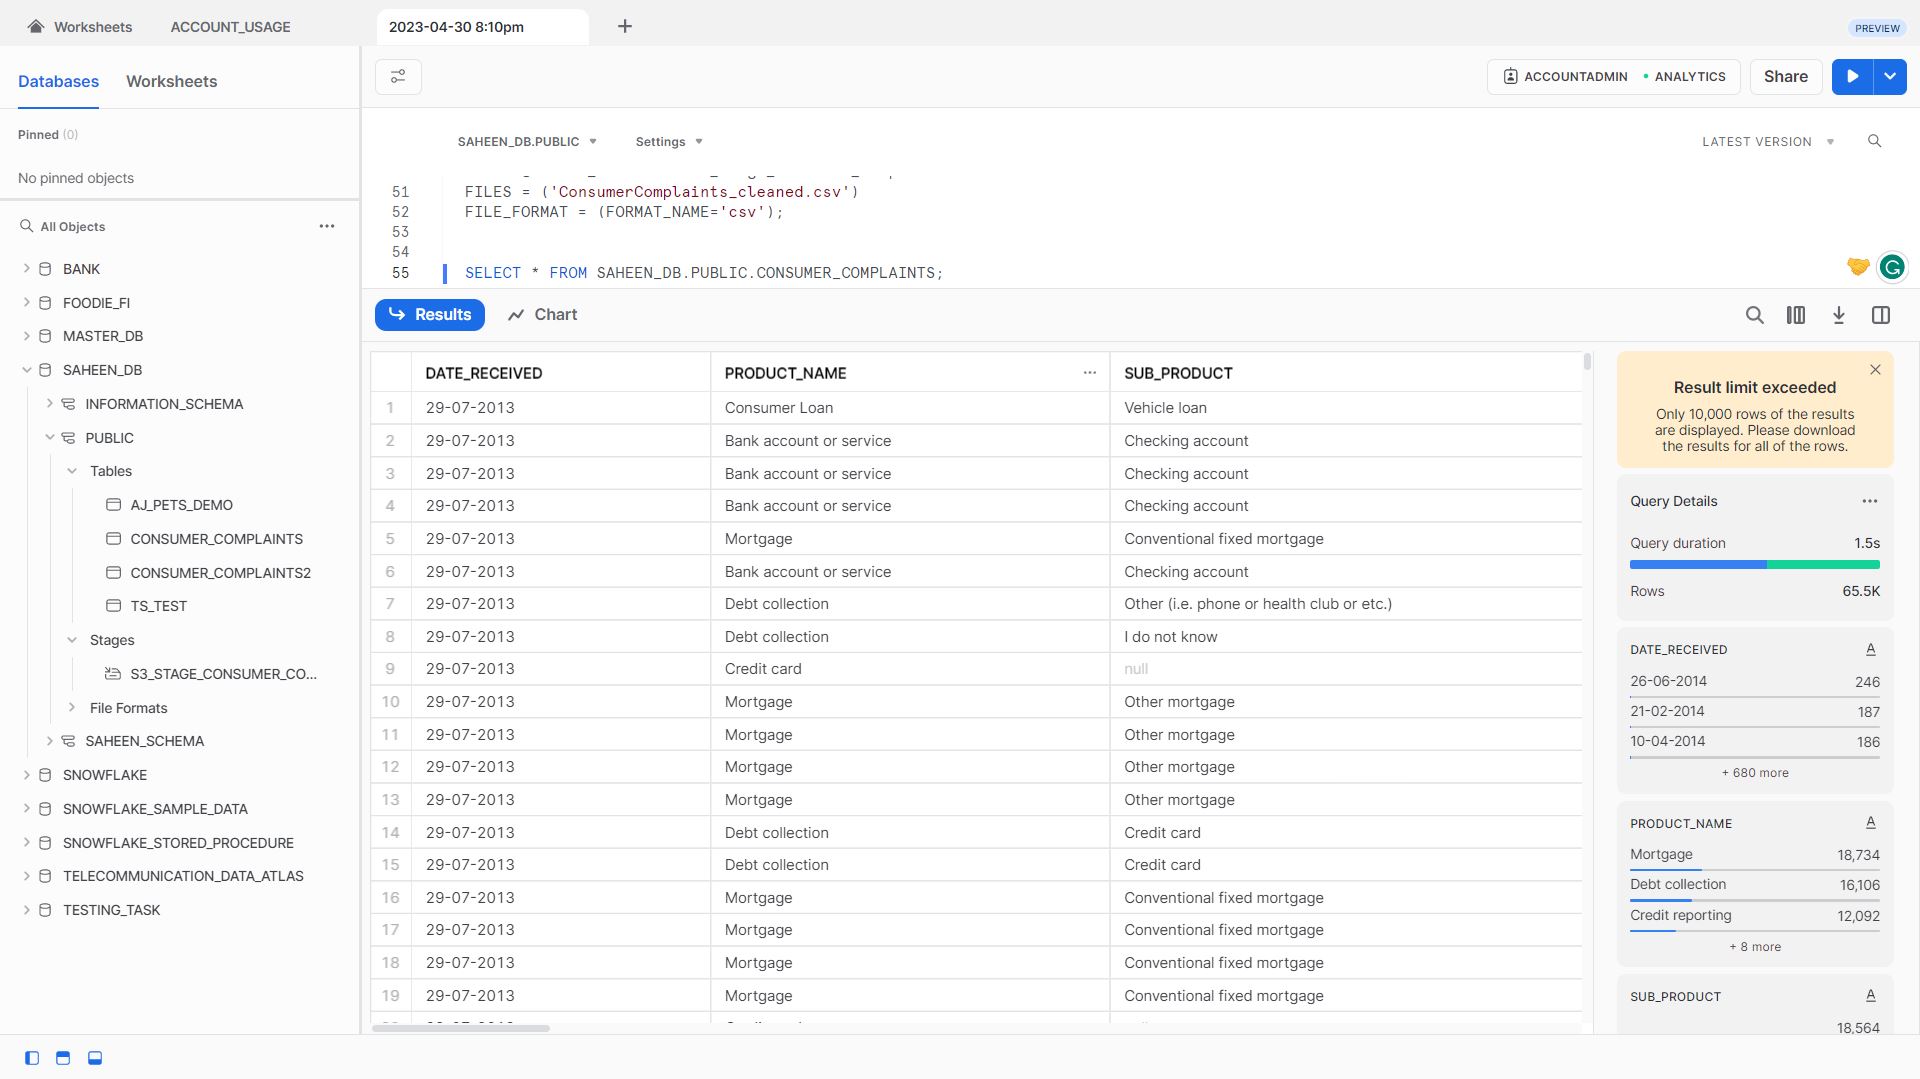 Worksheets
ACCOUNT_USAGE
2023-04-30 8:10pm
+
PREVIEW
Databases
Worksheets
ACCOUNTADMIN • ANALYTICS
Share
Pinned (0)
No pinned objects
SAHEEN_DB.PUBLIC
Settings
LATEST VERSION
51 FILES = ('ConsumerComplaints_cleaned.csv')
52 FILE_FORMAT = (FORMAT_NAME='csv');
53
54
55 SELECT * FROM SAHEEN_DB.PUBLIC.CONSUMER_COMPLAINTS;
All Objects
BANK
FOODIE_FI
MASTER_DB
SAHEEN_DB
INFORMATION_SCHEMA
PUBLIC
Tables
AJ_PETS_DEMO
CONSUMER_COMPLAINTS
CONSUMER_COMPLAINTS2
TS_TEST
Stages
S3_STAGE_CONSUMER_CO...
File Formats
SAHEEN_SCHEMA
SNOWFLAKE
SNOWFLAKE_SAMPLE_DATA
SNOWFLAKE_STORED_PROCEDURE
TELECOMMUNICATION_DATA_ATLAS
TESTING_TASK
Results
Chart
DATE_RECEIVED PRODUCT_NAME SUB_PRODUCT
1 29-07-2013 Consumer Loan Vehicle loan
2 29-07-2013 Bank account or service Checking account
3 29-07-2013 Bank account or service Checking account
4 29-07-2013 Bank account or service Checking account
5 29-07-2013 Mortgage Conventional fixed mortgage
6 29-07-2013 Bank account or service Checking account
7 29-07-2013 Debt collection Other (i.e. phone or health club or etc.)
8 29-07-2013 Debt collection I do not know
9 29-07-2013 Credit card null
10 29-07-2013 Mortgage Other mortgage
11 29-07-2013 Mortgage Other mortgage
12 29-07-2013 Mortgage Other mortgage
13 29-07-2013 Mortgage Other mortgage
14 29-07-2013 Debt collection Credit card
15 29-07-2013 Debt collection Credit card
16 29-07-2013 Mortgage Conventional fixed mortgage
17 29-07-2013 Mortgage Conventional fixed mortgage
18 29-07-2013 Mortgage Conventional fixed mortgage
19 29-07-2013 Mortgage Conventional fixed mortgage
Result limit exceeded
Only 10,000 rows of the results
are displayed. Please download
the results for all of the rows.
Query Details
Query duration 1.5s
Rows 65.5K
DATE_RECEIVED A
26-06-2014 246
21-02-2014 187
10-04-2014 186
+ 680 more
PRODUCT_NAME A
Mortgage 18,734
Debt collection 16,106
Credit reporting 12,092
+ 8 more
SUB_PRODUCT A
18,564